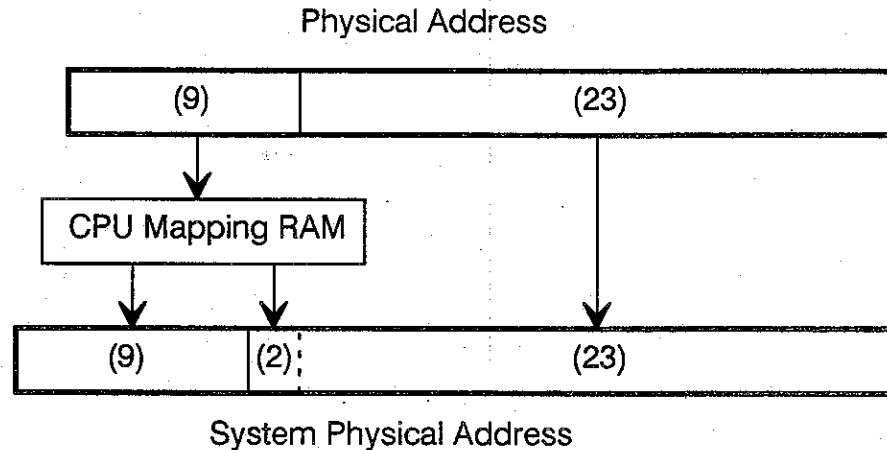 Physical Address
(9) (23)
CPU Mapping RAM
(9) (2) (23)
System Physical Address